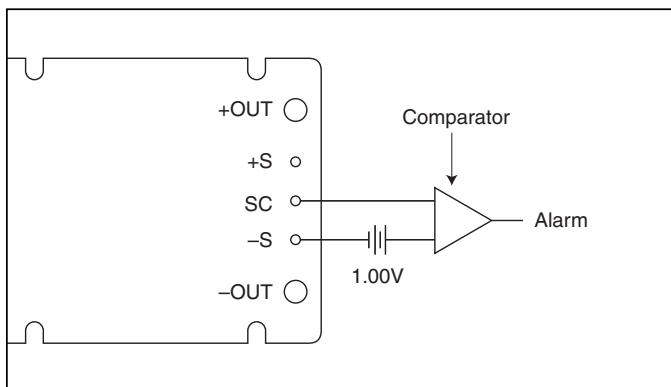 +OUT
Comparator
+S
SC
Alarm
–S
1.00V
–OUT